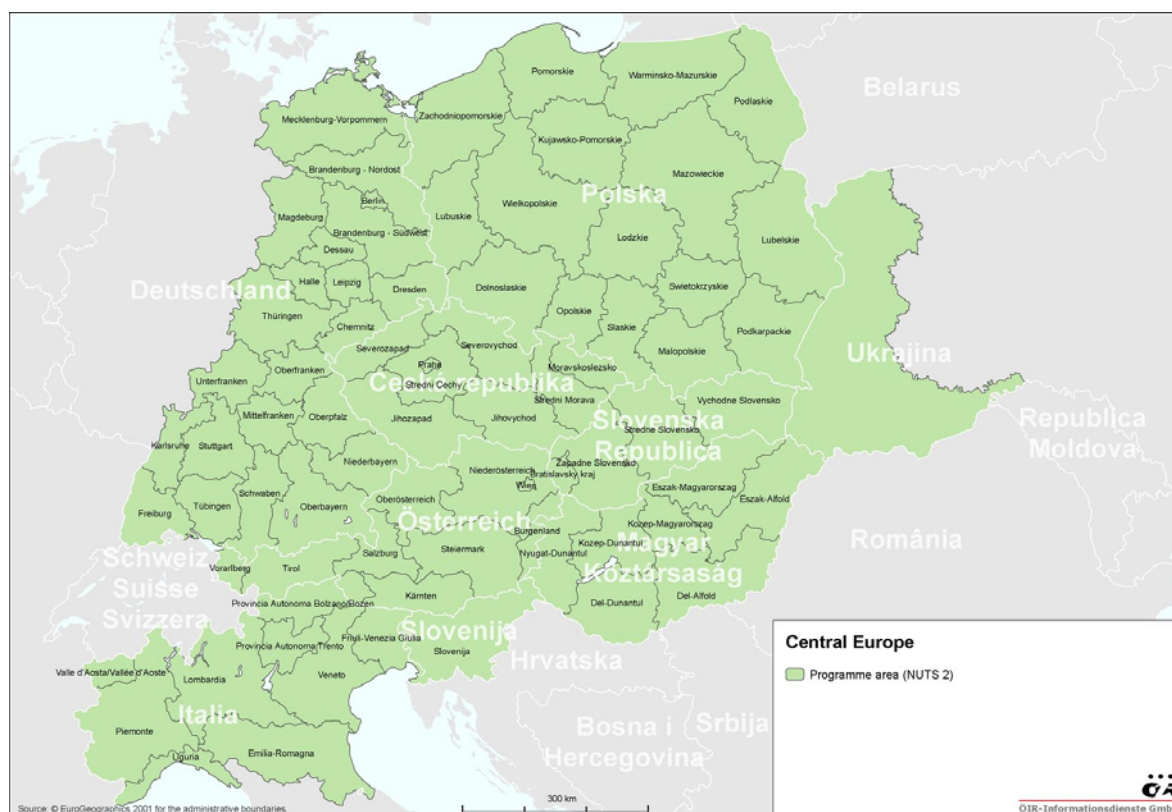 Pomorskie
Warminsko-Mazurskie
Belarus
Podlaskie
Zachodniopomorskie
Mecklenburg-Vorpommern
Kujawsko-Pomorskie
Brandenburg - Nordost
Mazowieckie
Polska
Berlin
Wielkopolskie
Magdeburg
Lubuskie
Brandenburg - Südwest
Lodzkie
Lubelskie
Dessau
Halle
Leipzig
Dresden
Deutschland
Dolnoslaskie
Swietokrzyskie
Thüringen
Opolskie
Chemnitz
Slaskie
Podkarpackie
Severozapad
Severovychod
Malopolskie
Ukrajina
Praha
Moravskoslezsko
Oberfranken
Unterfranken
Ceská republika
Stredni Cechy
Stredni Morava
Vychodne Slovensko
Mittelfranken
Oberpfalz
Jihozapad
Jihovychod
Slovenska
Republica
Stredne Slovensko
Republica
Moldova
Karlsruhe
Stuttgart
Niederbayern
Niederösterreich
Zapadne Slovensko
Bratislavský kraj
Wien
Eszak-Magyarorszag
Eszak-Alfold
Schwaben
Tübingen
Oberbayern
Oberösterreich
Freiburg
Österreich
Burgenland
Kozep-Magyarorszag
Kozep-Dunantul
Magyar
Köztársaság
România
Salzburg
Steiermark
Nyugat-Dunantul
Schweiz
Suisse
Svizzera
Vorarlberg
Tirol
Kärnten
Del-Dunantul
Del-Alfold
Provincia Autonoma Bolzano/Bozen
Friuli-Venezia Giulia
Slovenija
Slovenija
Provincia Autonoma Trento
Hrvatska
Valle d'Aosta/Vallée d'Aoste
Lombardia
Veneto
Italia
Piemonte
Emilia-Romagna
Liguria
Bosna i
Hercegovina
Srbija
Central Europe
Programme area (NUTS 2)
300 km
Source: © EuroGeographics 2001 for the administrative boundaries.
ÖIR-Informationsdienste GmbH